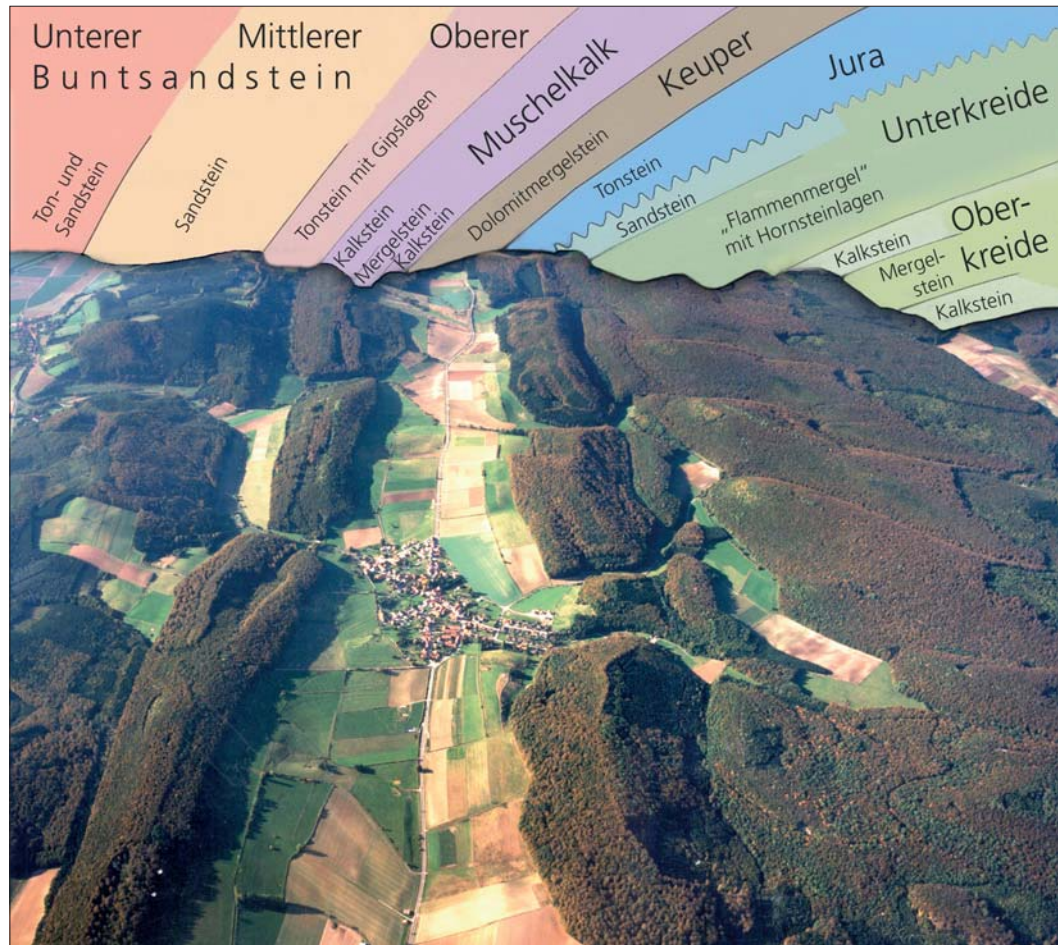 Unterer
Mittlerer
Oberer
Buntsandstein
Muschelkalk
Keuper
Jura
Unterkreide
Ober-
kreide
Ton- und
Sandstein
Sandstein
Tonstein mit Gipslagen
Kalkstein
Mergelstein
Kalkstein
Dolomitmergelstein
Tonstein
Sandstein
„Flammenmergel“
mit Hornsteinlagen
Kalkstein
Mergel-
stein
Kalkstein